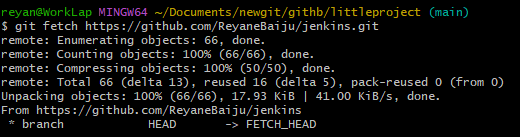 reyan@WorkLap MINGW64 ~/Documents/newgit/githb/littleproject (main)
$ git fetch https://github.com/ReyaneBaiju/jenkins.git
remote: Enumerating objects: 66, done.
remote: Counting objects: 100% (66/66), done.
remote: Compressing objects: 100% (50/50), done.
remote: Total 66 (delta 13), reused 16 (delta 5), pack-reused 0 (from 0)
Unpacking objects: 100% (66/66), 17.93 KiB | 41.00 KiB/s, done.
From https://github.com/ReyaneBaiju/jenkins
 * branch            HEAD       -> FETCH_HEAD